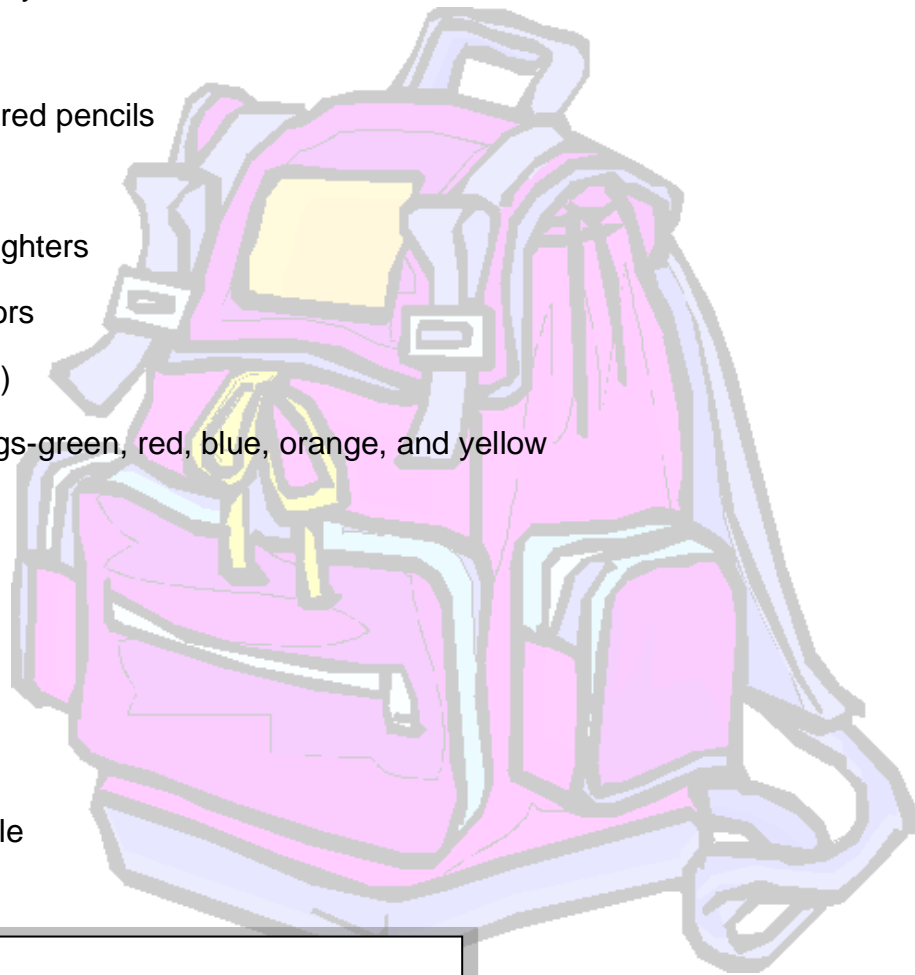 red pencils
ghters
ors
)
gs-green, red, blue, orange, and yellow
le